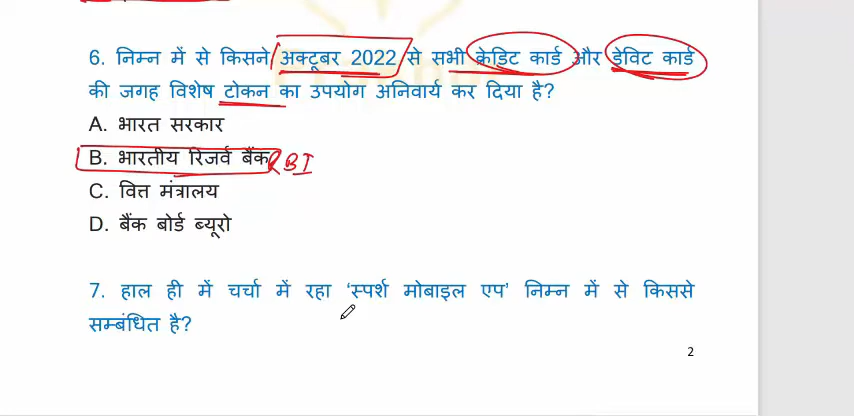 6. निम्न में से किसने अक्टूबर 2022 से सभी क्रेडिट कार्ड और डेविट कार्ड
की जगह विशेष टोकन का उपयोग अनिवार्य कर दिया है?
A. भारत सरकार
B. भारतीय रिजर्व बैंक RBI
C. वित्त मंत्रालय
D. बैंक बोर्ड ब्यूरो
7. हाल ही में चर्चा में रहा ‘स्पर्श मोबाइल एप’ निम्न में से किससे
सम्बंधित है?
2